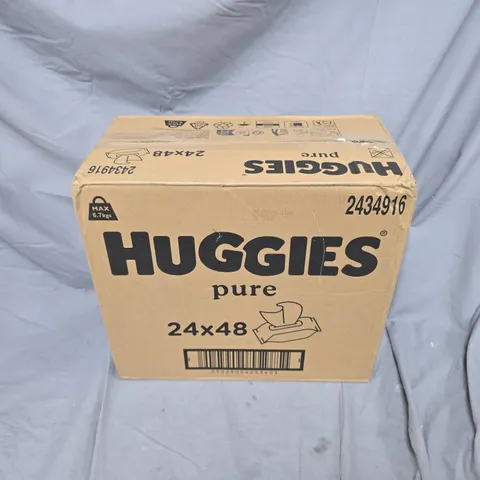 pure
HUGGIES
24x48
2434916
2434916
MAX
6.7kgs
HUGGIES®
pure
24x48